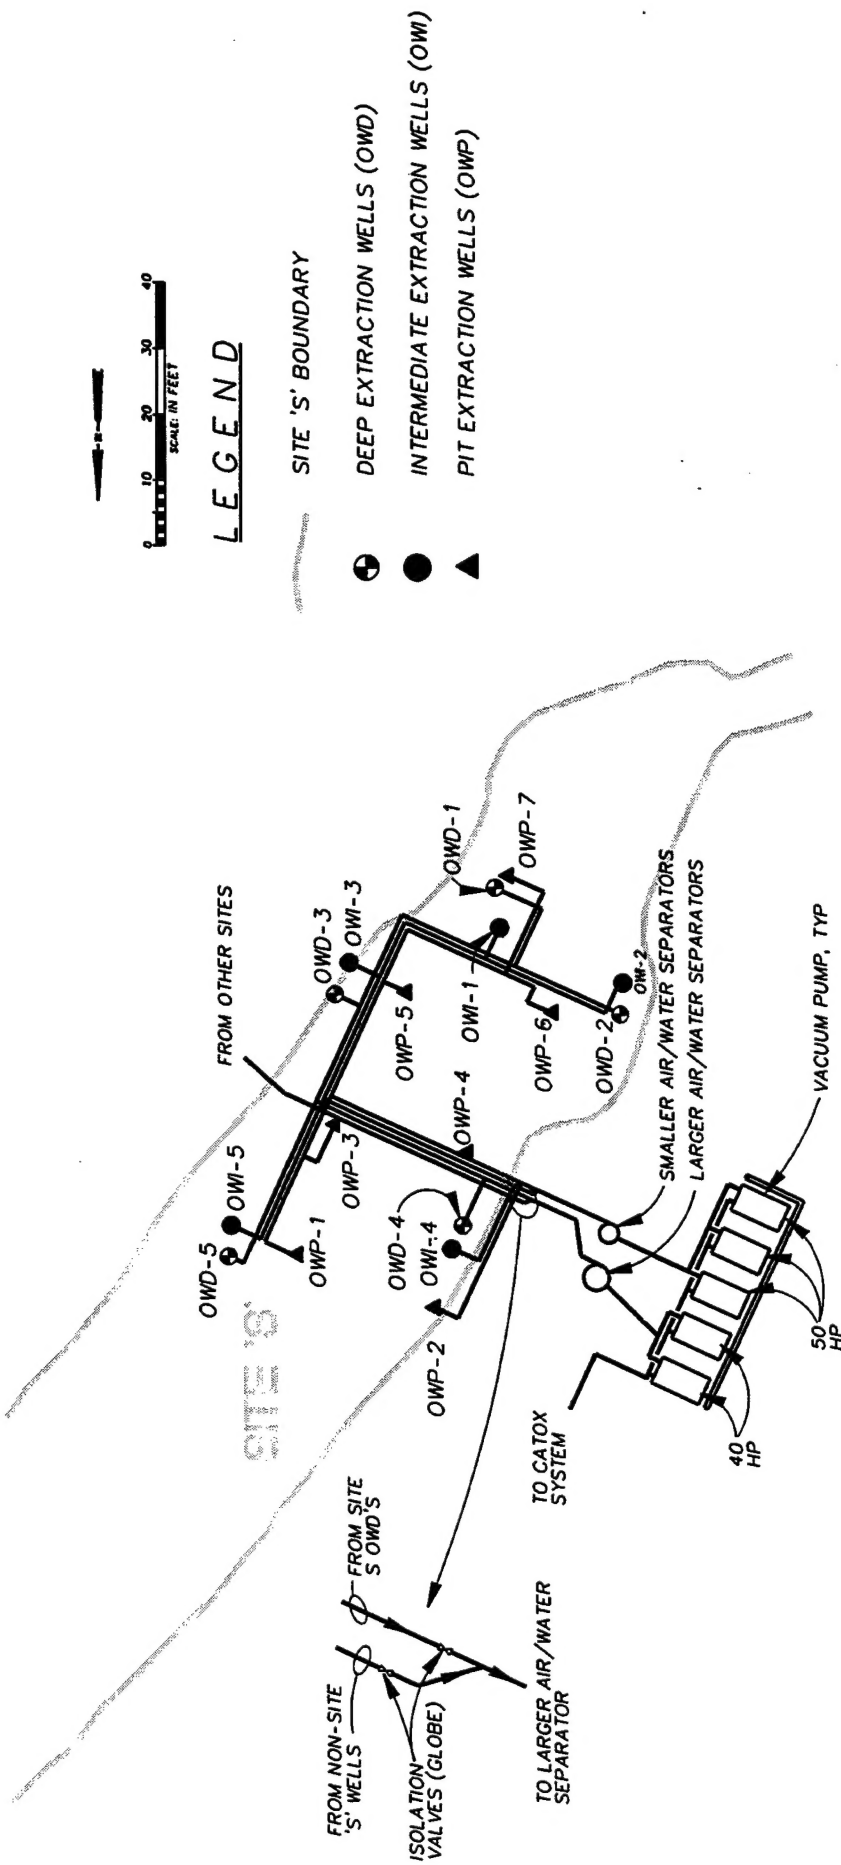 -N-
0 10 20 30 40
SCALE: IN FEET
LEGEND
SITE 'S' BOUNDARY
DEEP EXTRACTION WELLS (OWD)
INTERMEDIATE EXTRACTION WELLS (OWI)
PIT EXTRACTION WELLS (OWP)
FROM OTHER SITES
SITE 'S'
OWD-5
OWI-5
OWP-1
OWP-3
OWD-3
OWI-3
OWP-5
OWD-1
OWP-7
OWI-1
OWP-6
OWD-2
OWI-2
OWP-4
OWD-4
OWI-4
OWP-2
SMALLER AIR/WATER SEPARATORS
LARGER AIR/WATER SEPARATORS
VACUUM PUMP, TYP
50
HP
40
HP
TO CATOX
SYSTEM
FROM SITE
S OWD'S
FROM NON-SITE
'S' WELLS
ISOLATION
VALVES (GLOBE)
TO LARGER AIR/WATER
SEPARATOR